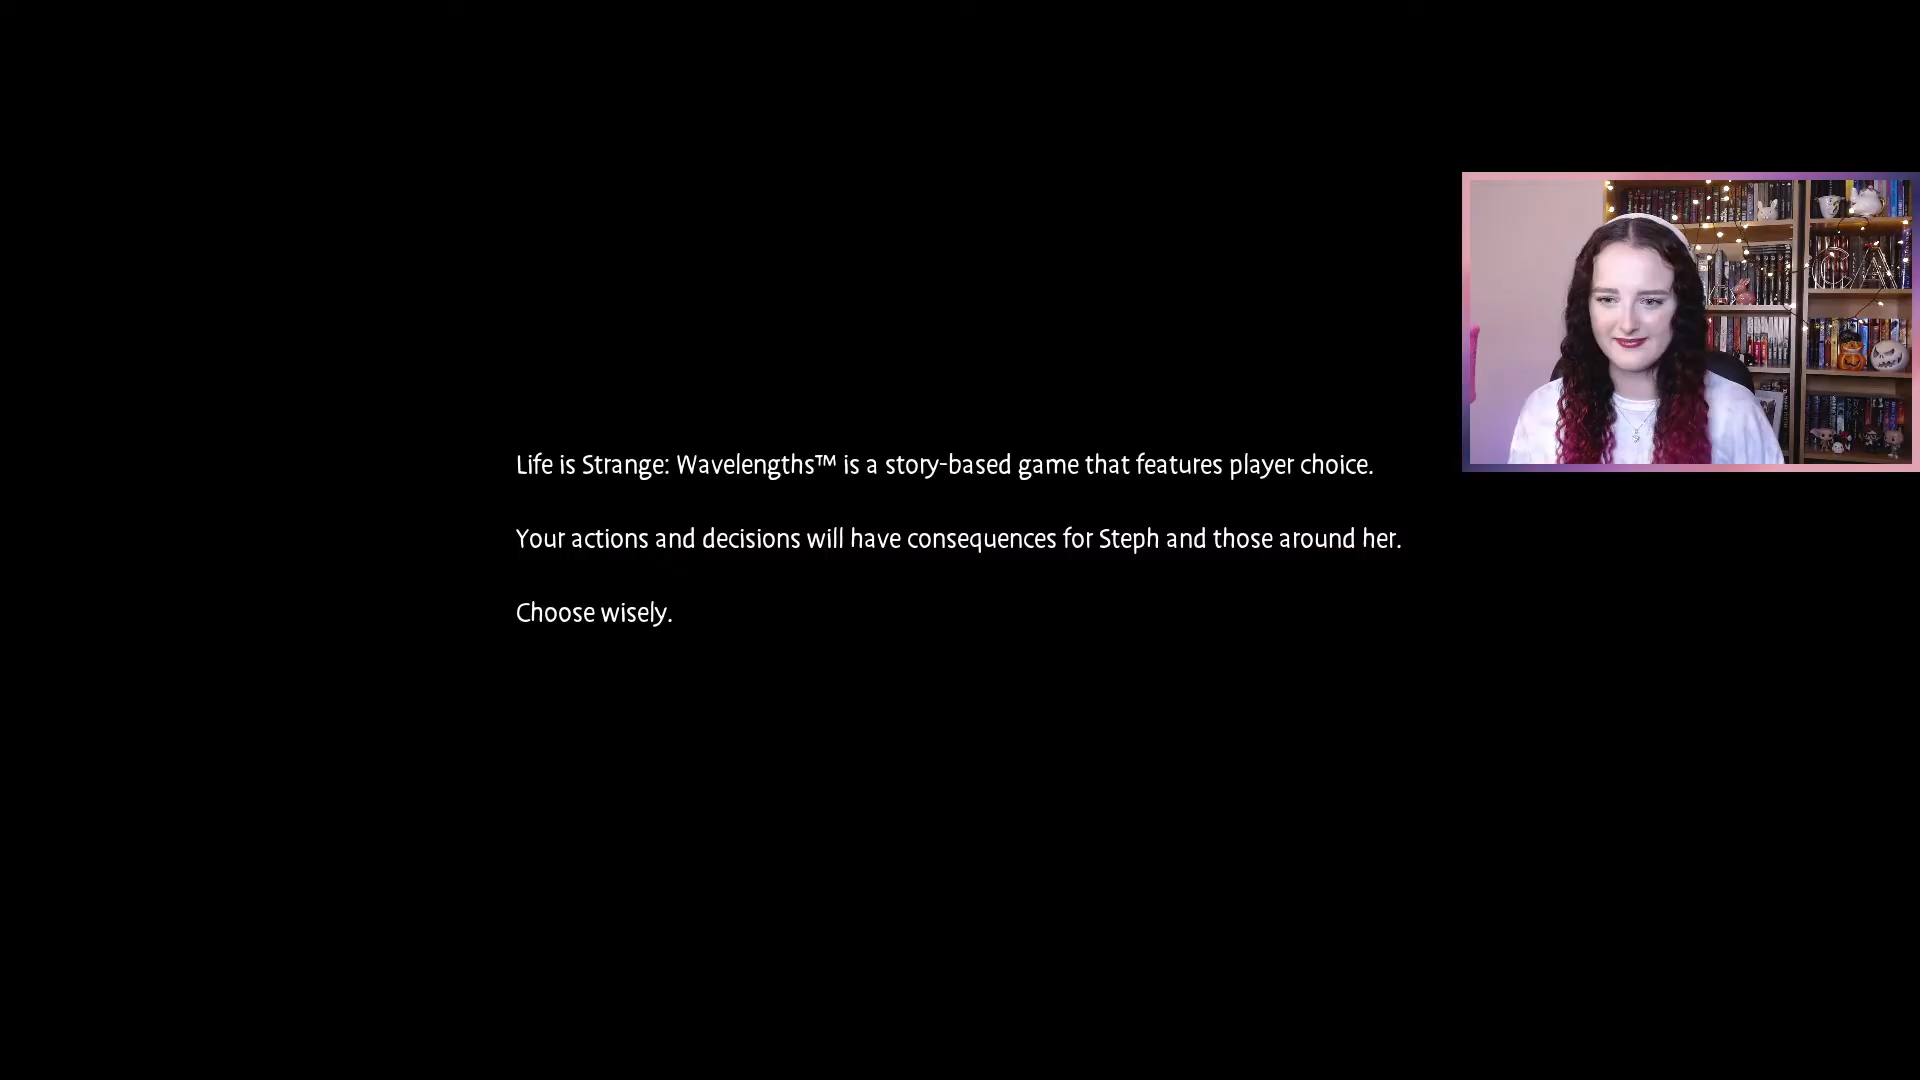 Life is Strange: Wavelengths™ is a story-based game that features player choice.
Your actions and decisions will have consequences for Steph and those around her.
Choose wisely.
CA